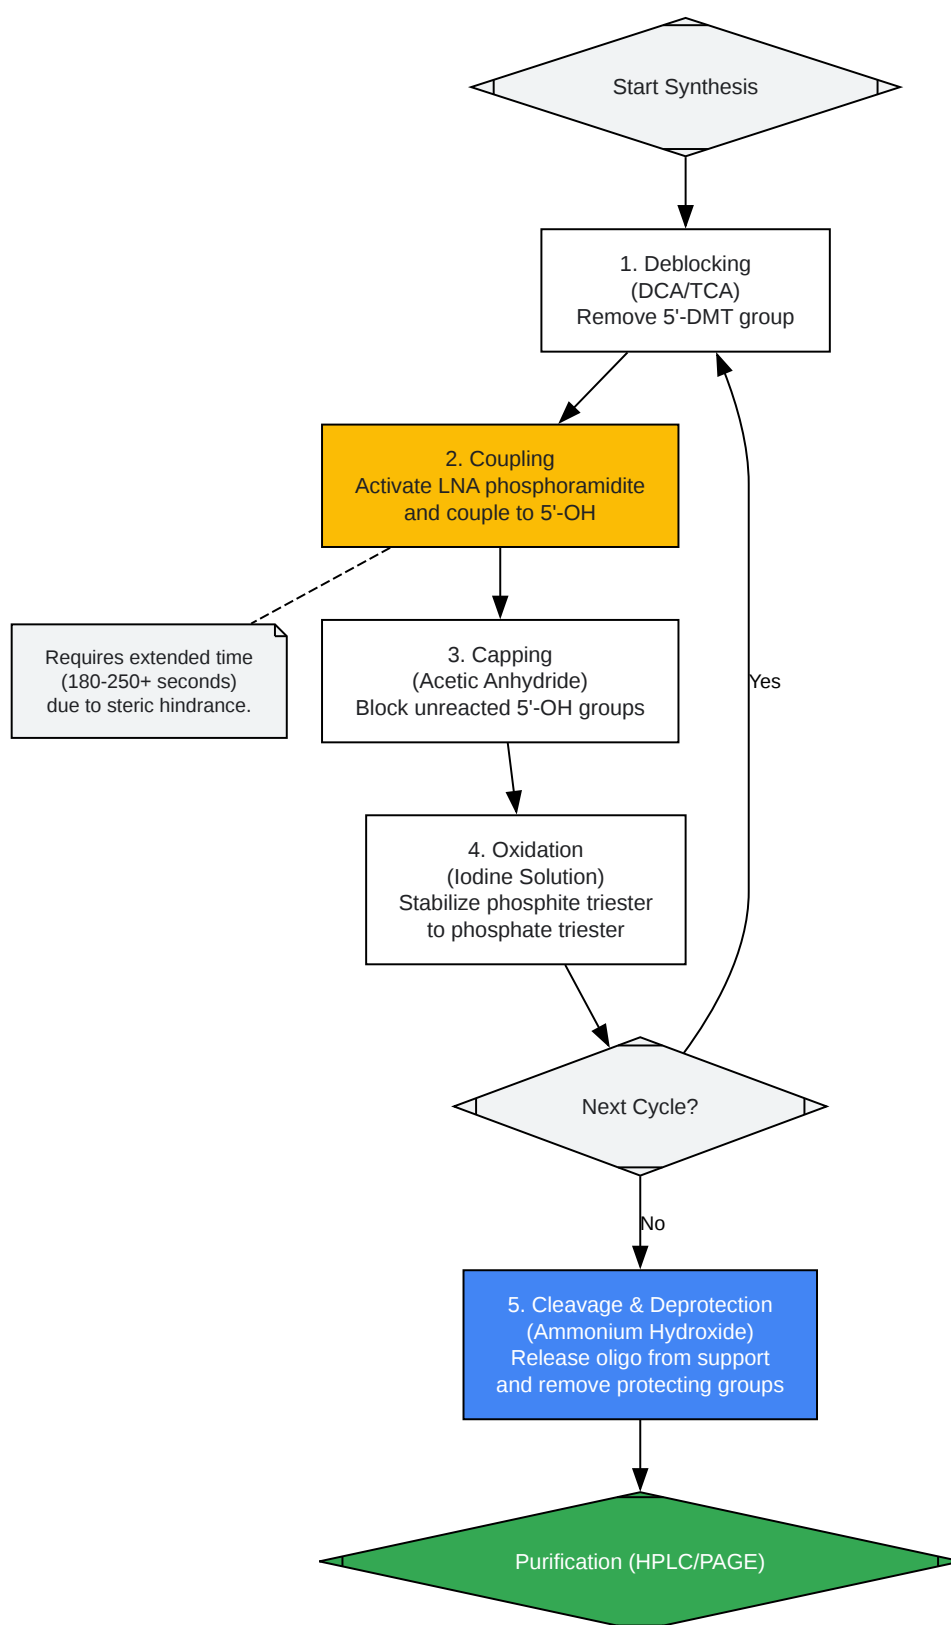 Start Synthesis
1. Deblocking
(DCA/TCA)
Remove 5'-DMT group
2. Coupling
Activate LNA phosphoramidite
and couple to 5'-OH
Requires extended time
(180-250+ seconds)
due to steric hindrance.
3. Capping
(Acetic Anhydride)
Block unreacted 5'-OH groups
Yes
4. Oxidation
(Iodine Solution)
Stabilize phosphite triester
to phosphate triester
Next Cycle?
No
5. Cleavage & Deprotection
(Ammonium Hydroxide)
Release oligo from support
and remove protecting groups
Purification (HPLC/PAGE)